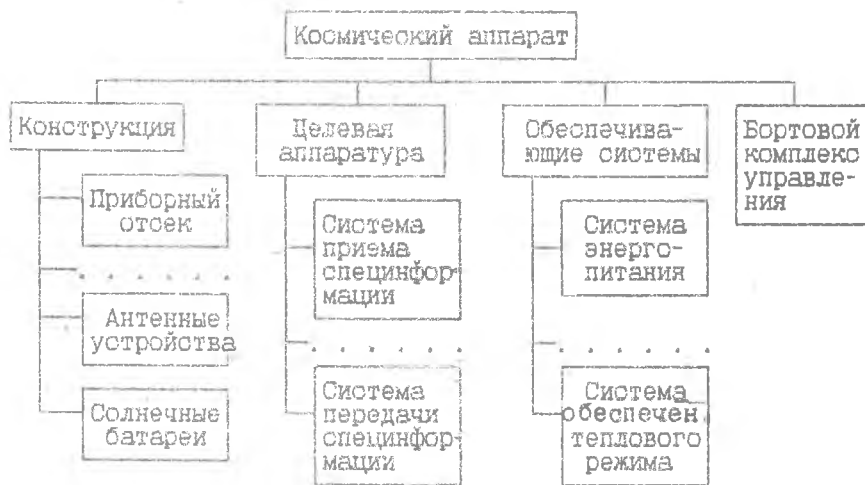 Космический аппарат
Конструкция
Приборный
отсек
. . . . . . . .
Антенные
устройства
Солнечные
батареи
Целевая
аппаратура
Система
приема
специнфор-
мации
. . . . . . . .
Система
передачи
специнфор-
мации
Обеспечива-
ющие системы
Система
энерго-
питания
. . . . . . . .
Система
обеспечен
теплового
режима
Бортовой
комплекс
управле-
ния